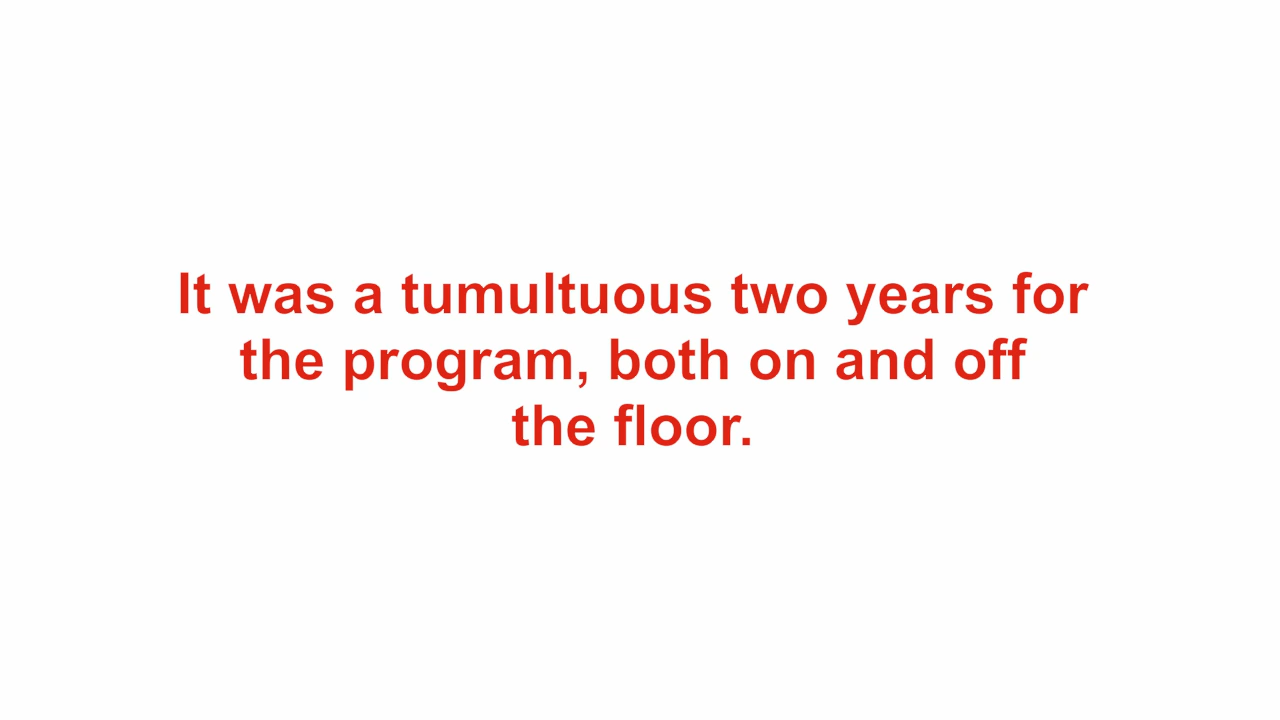 It was a tumultuous two years for
the program, both on and off
the floor.